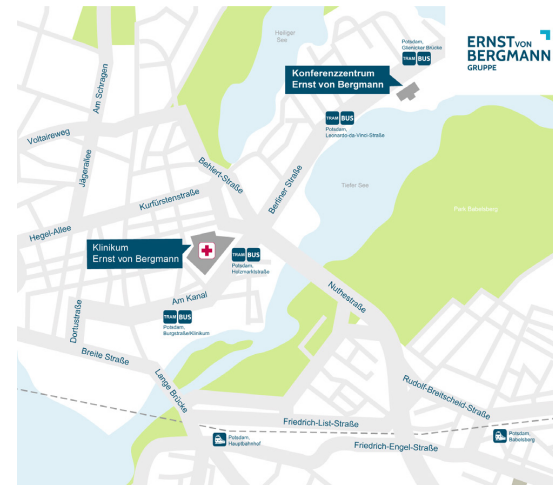 Heiliger
See
Potsdam,
Glienicker Brücke
TRAM BUS
ERNST VON
BERGMANN
GRUPPE
Konferenzzentrum
Ernst von Bergmann
Am Schragen
TRAM BUS
Potsdam,
Leonardo-da-Vinci-Straße
Voltaireweg
Behlert-Straße
Berliner Straße
Jägerallee
Tiefer See
Kurfürstenstraße
Park Babelsberg
Hegel-Allee
Klinikum
Ernst von Bergmann
TRAM BUS
Potsdam,
Holzmarktstraße
Nuthestraße
Am Kanal
TRAM BUS
Potsdam,
Burgstraße/Klinikum
Dortustraße
Breite Straße
Lange Brücke
Rudolf-Breitscheid-Straße
Friedrich-List-Straße
Potsdam,
Hauptbahnhof
Friedrich-Engel-Straße
Potsdam,
Babelsberg